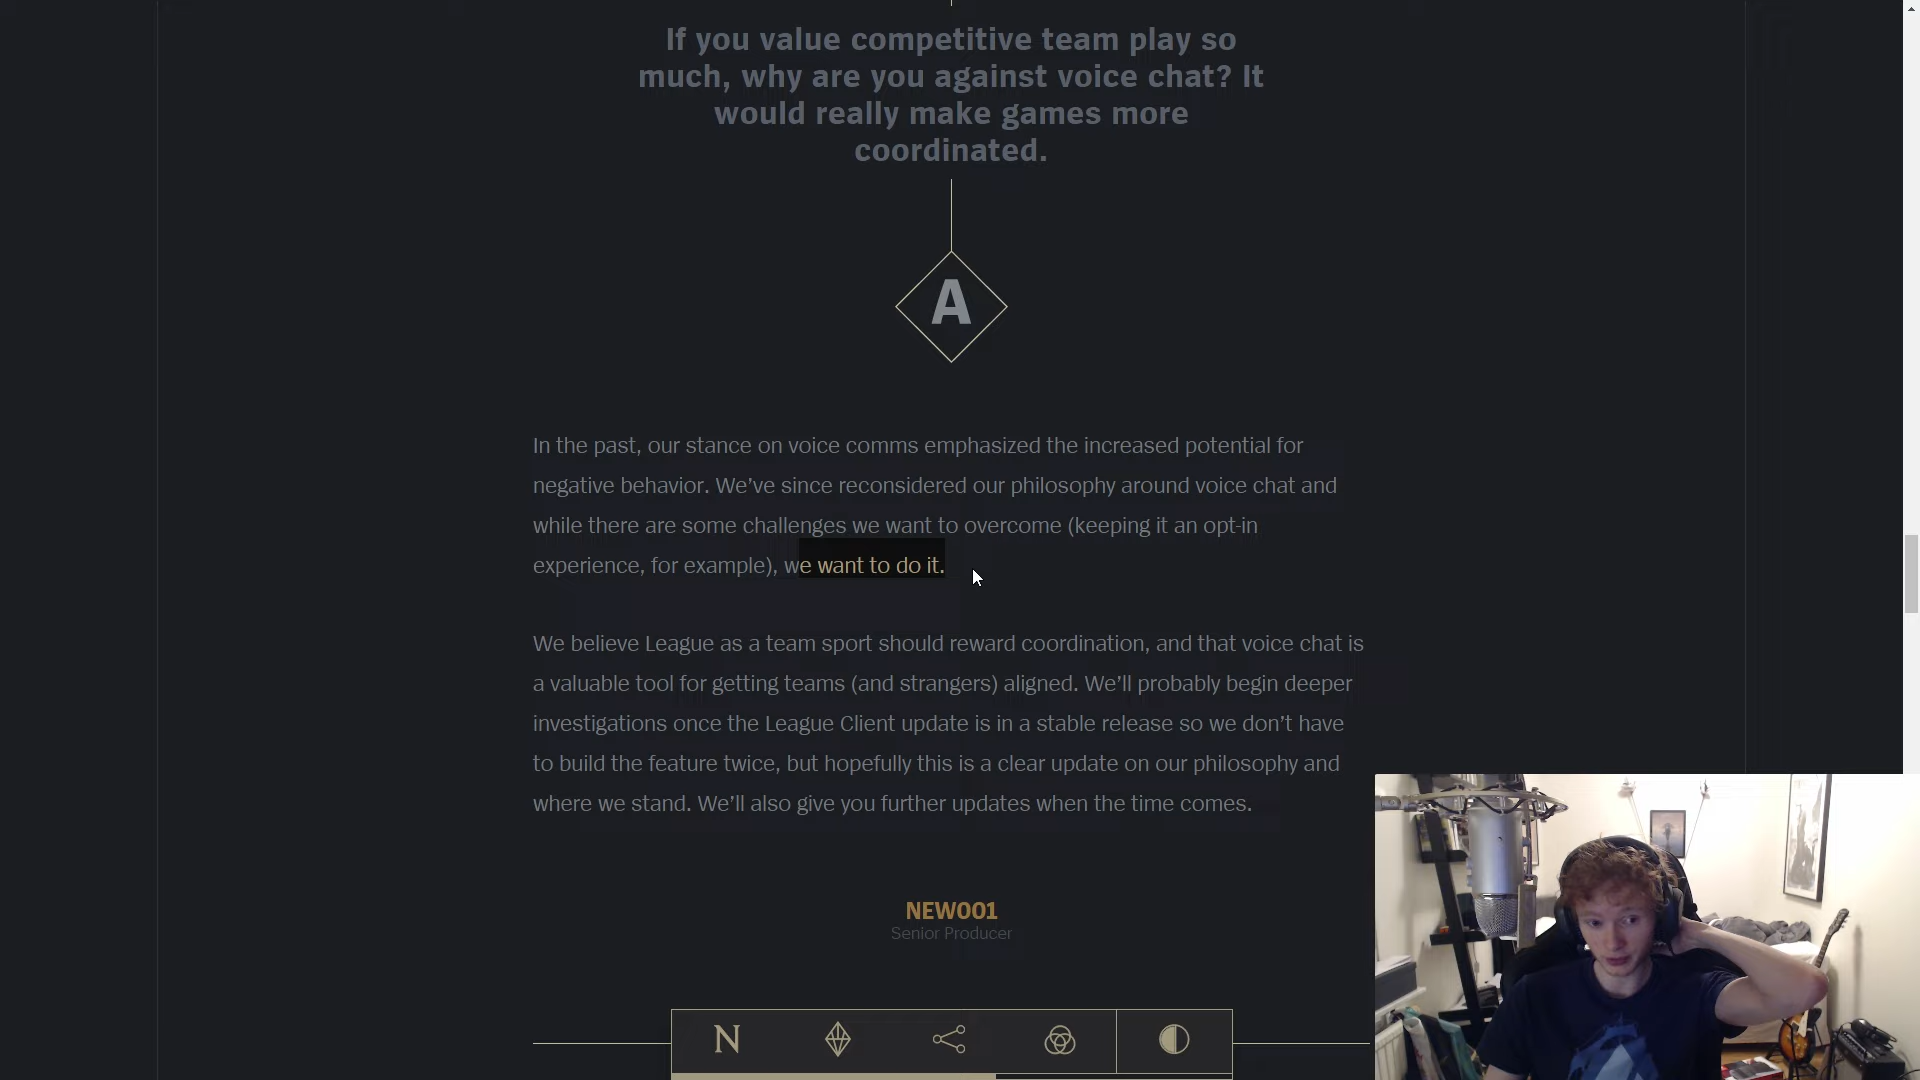 If you value competitive team play so
much, why are you against voice chat? It
would really make games more
coordinated.
A
In the past, our stance on voice comms emphasized the increased potential for
negative behavior. We’ve since reconsidered our philosophy around voice chat and
while there are some challenges we want to overcome (keeping it an opt-in
experience, for example), we want to do it.
We believe League as a team sport should reward coordination, and that voice chat is
a valuable tool for getting teams (and strangers) aligned. We’ll probably begin deeper
investigations once the League Client update is in a stable release so we don’t have
to build the feature twice, but hopefully this is a clear update on our philosophy and
where we stand. We’ll also give you further updates when the time comes.
NEW001
Senior Producer
N